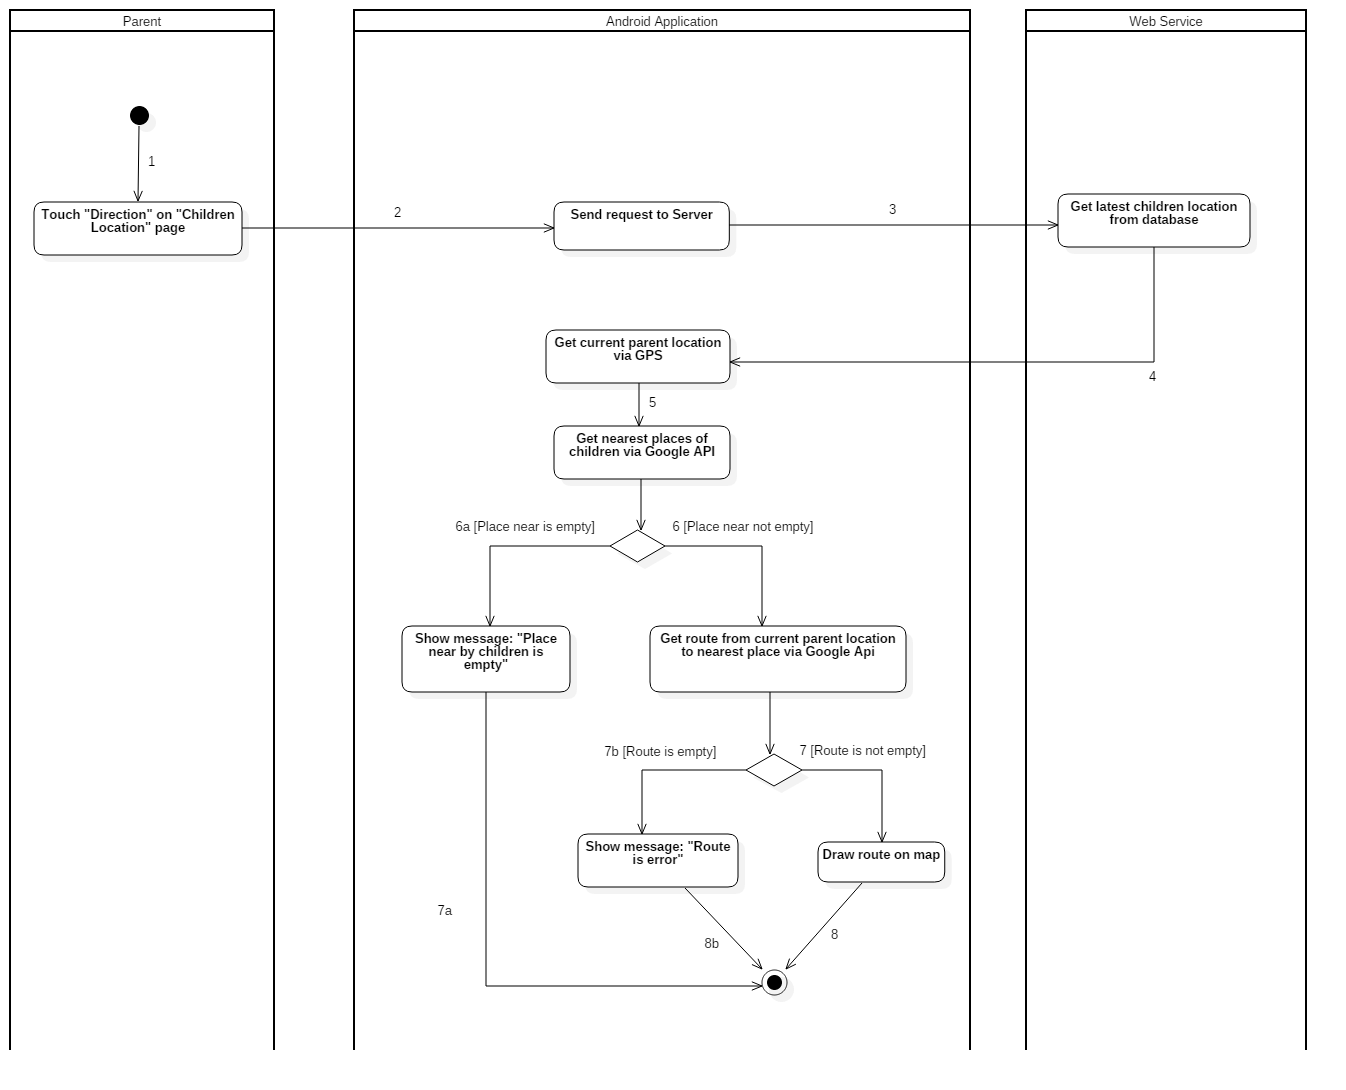 Parent
Android Application
Web Service
1
Touch "Direction" on "Children
Location" page
2
Send request to Server
3
Get latest children location
from database
Get current parent location
via GPS
4
5
Get nearest places of
children via Google API
6a [Place near is empty]
6 [Place near not empty]
Show message: "Place
near by children is
empty"
Get route from current parent location
to nearest place via Google Api
7b [Route is empty]
7 [Route is not empty]
Show message: "Route
is error"
Draw route on map
7a
8b
8